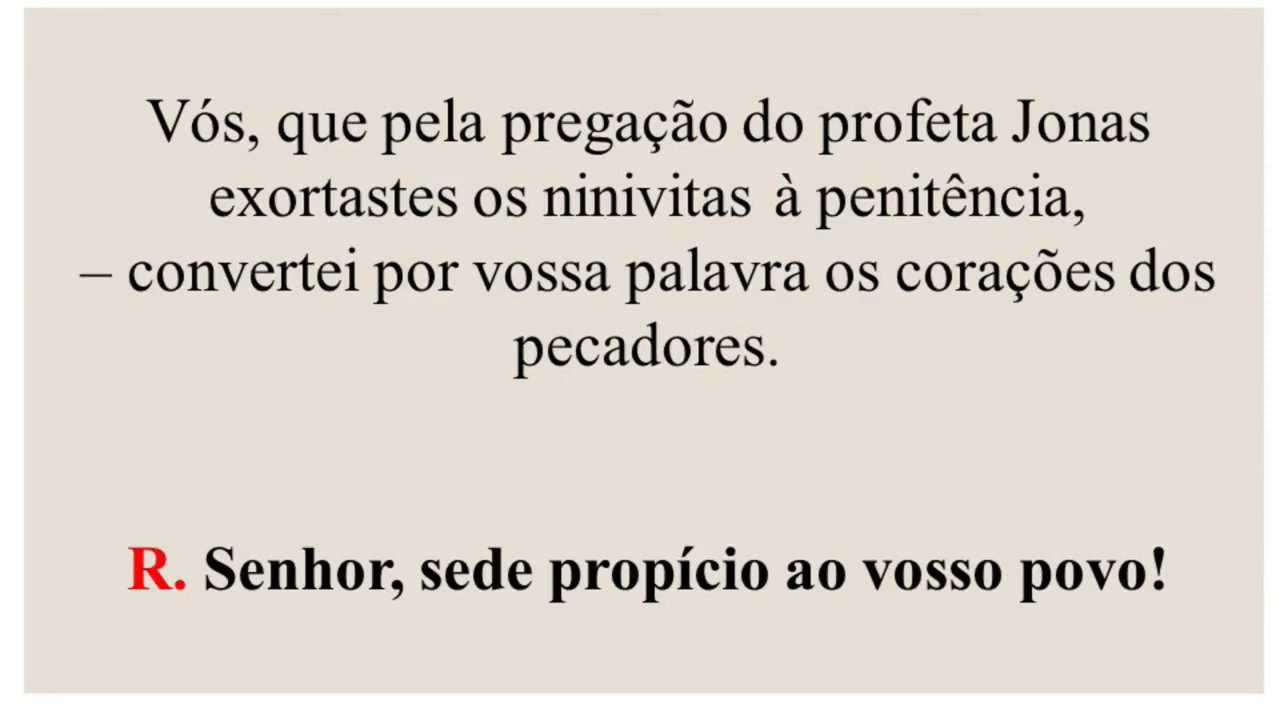 Vós, que pela pregação do profeta Jonas
exortastes os ninivitas à penitência,
– convertei por vossa palavra os corações dos
pecadores.
R. Senhor, sede propício ao vosso povo!